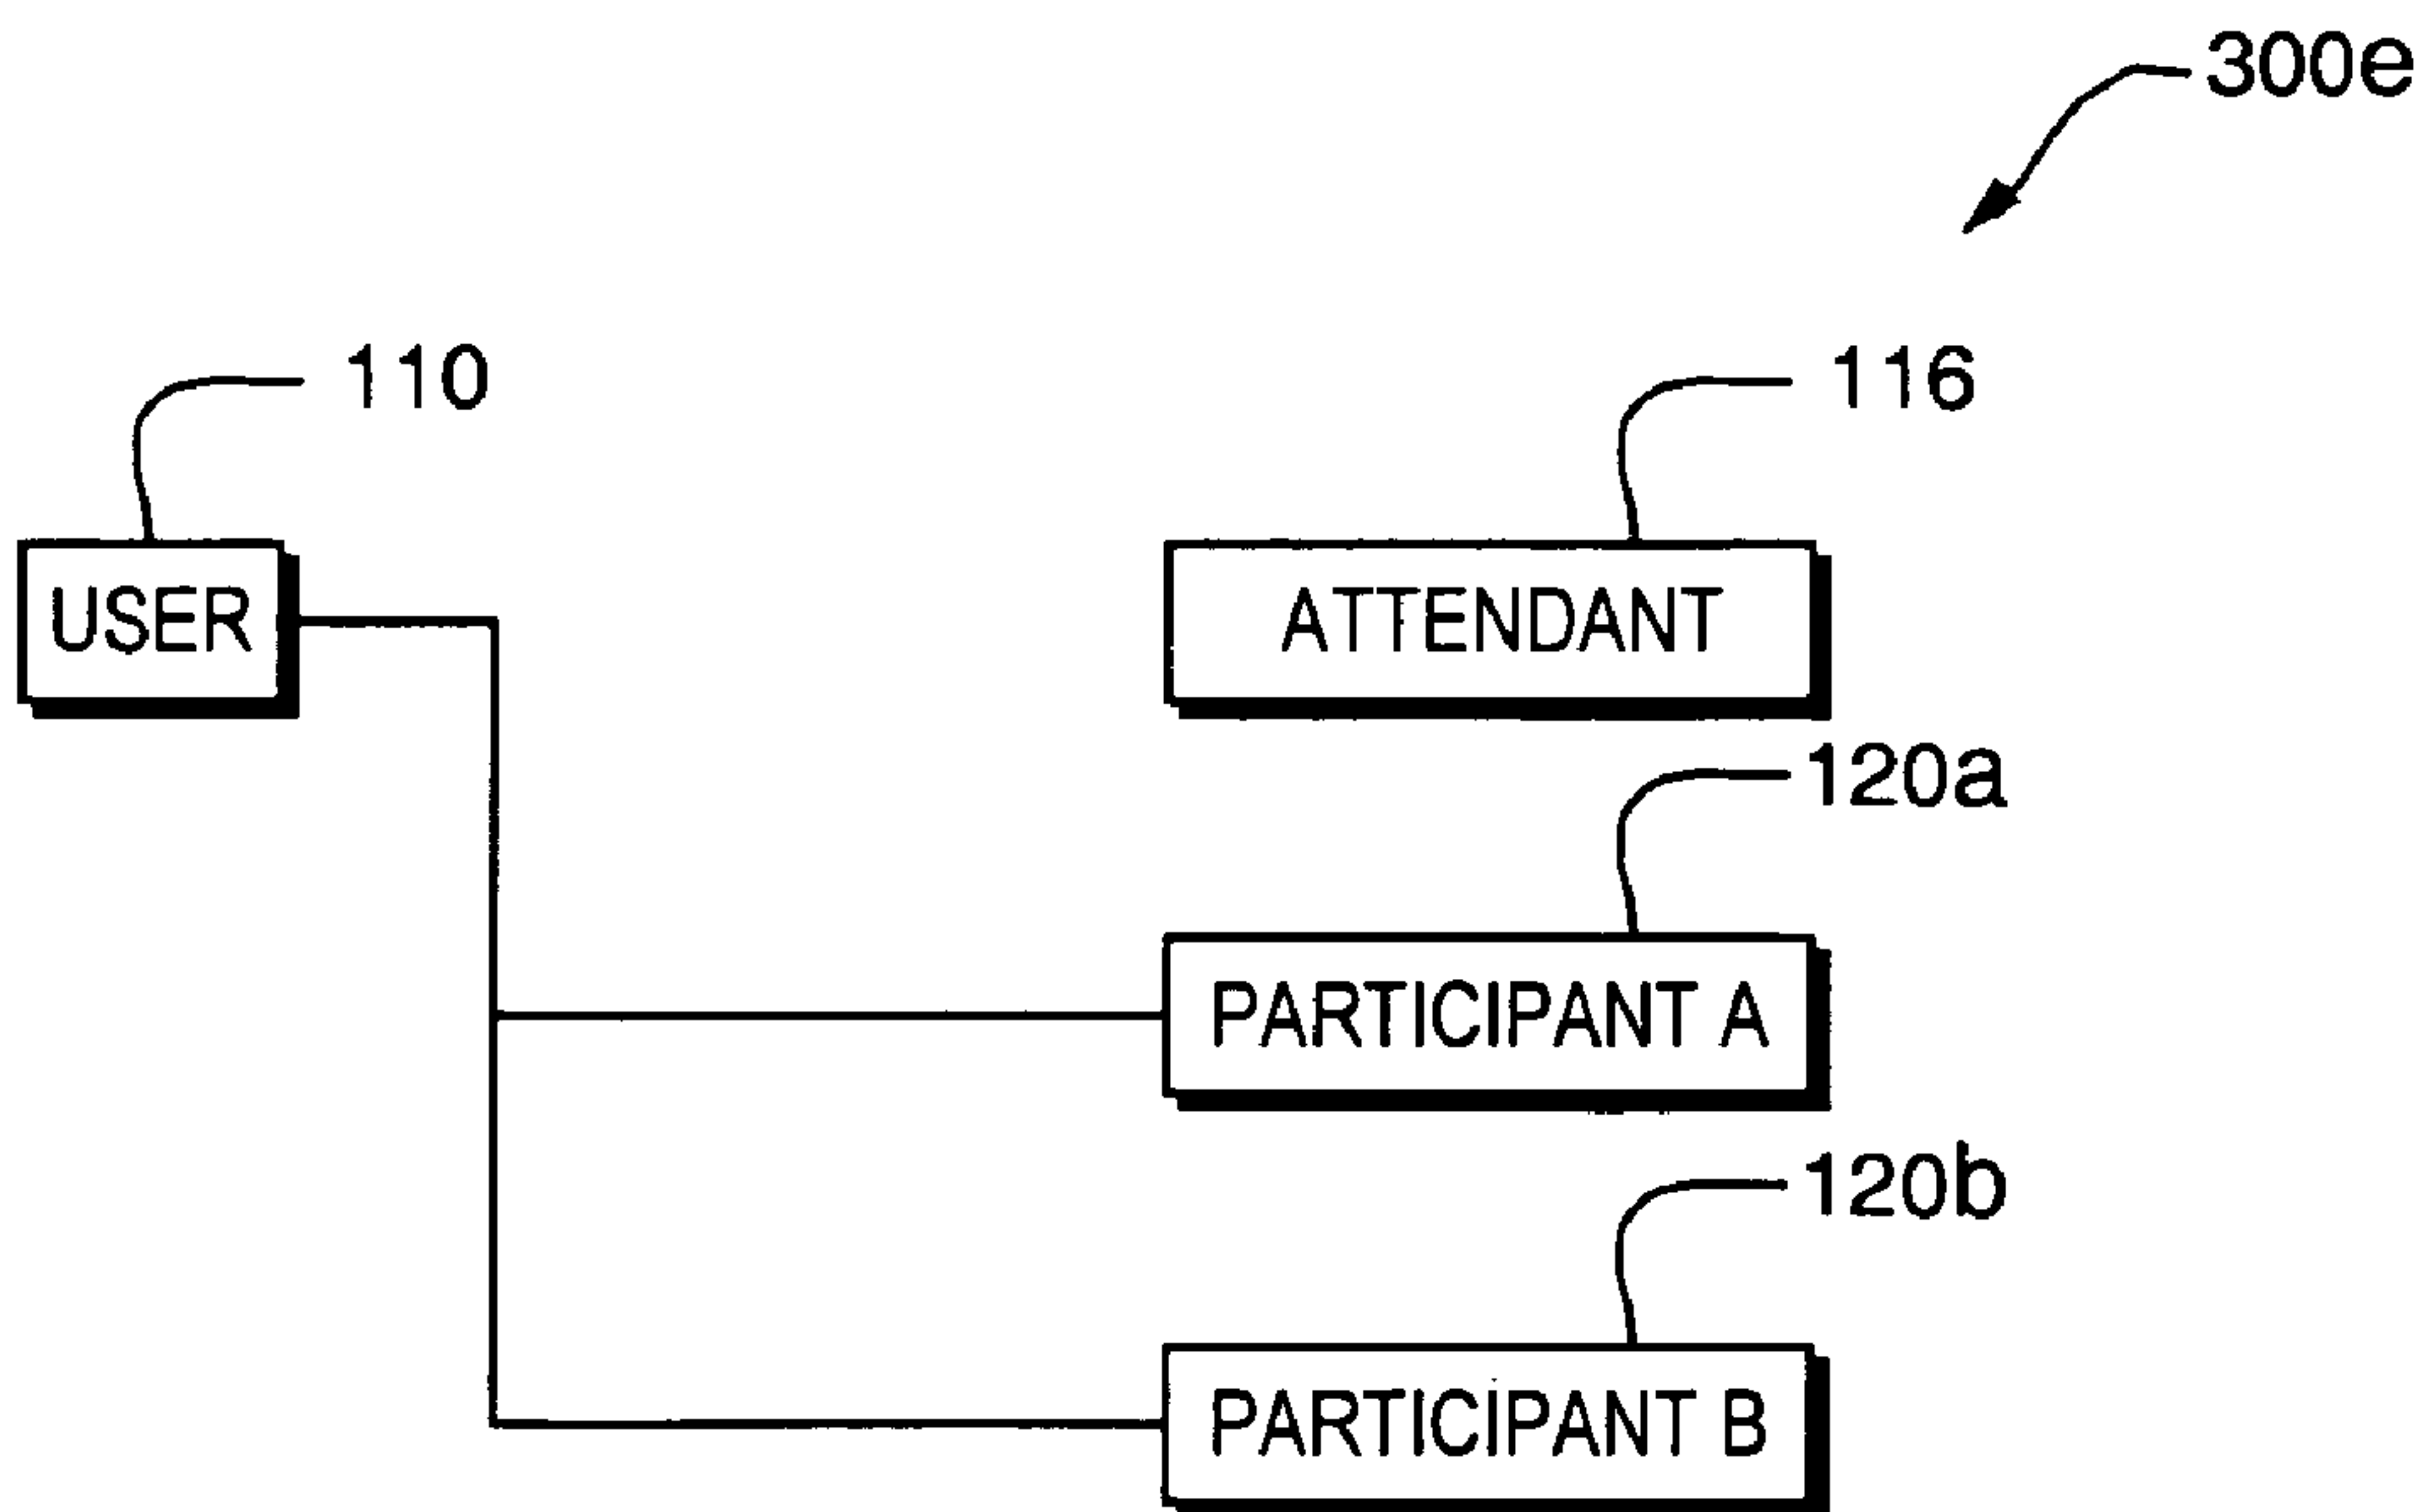 300e
110
116
USER
ATTENDANT
120a
PARTICIPANT A
120b
PARTICIPANT B